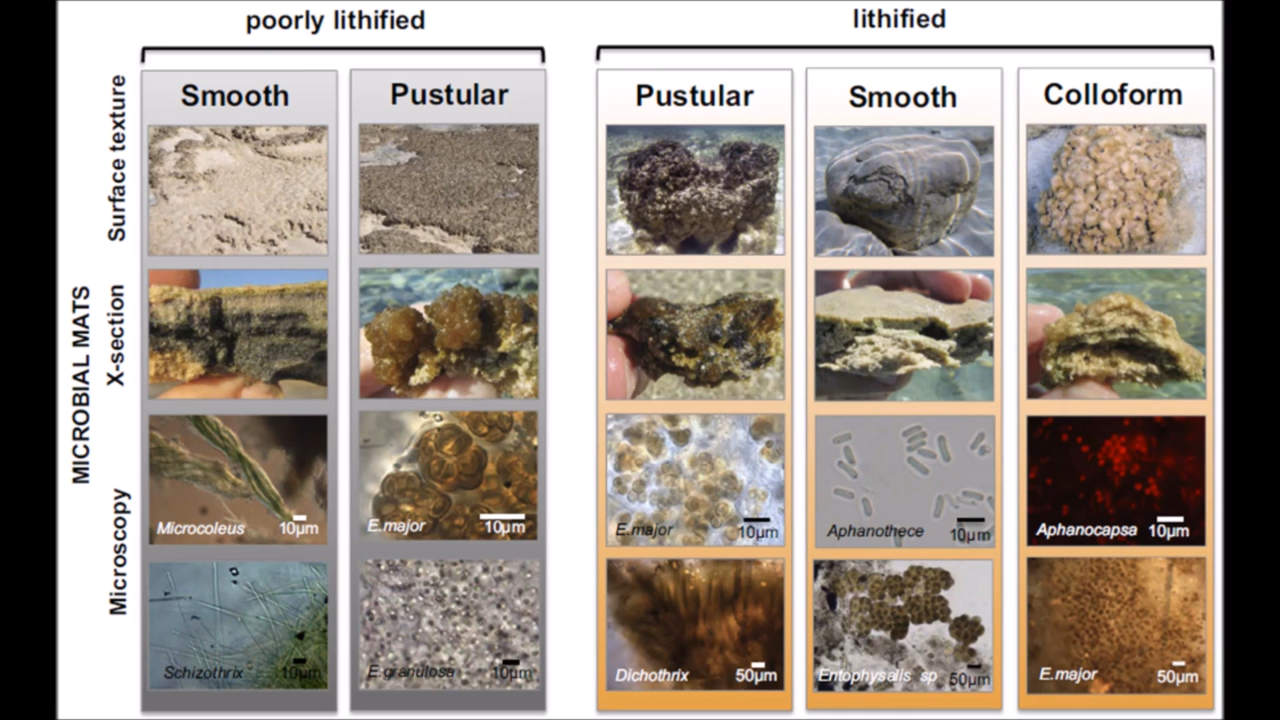 poorly lithified
lithified
Smooth
Pustular
Pustular
Smooth
Colloform
MICROBIAL MATS
Surface texture
X-section
Microscopy
Microcoleus 10µm
E.major 10µm
E.major 10µm
Aphanothece 10µm
Aphanocapsa 10µm
Schizothrix 10µm
E.granulosa 10µm
Dichothrix 50µm
Entophysalis sp 50µm
E.major 50µm